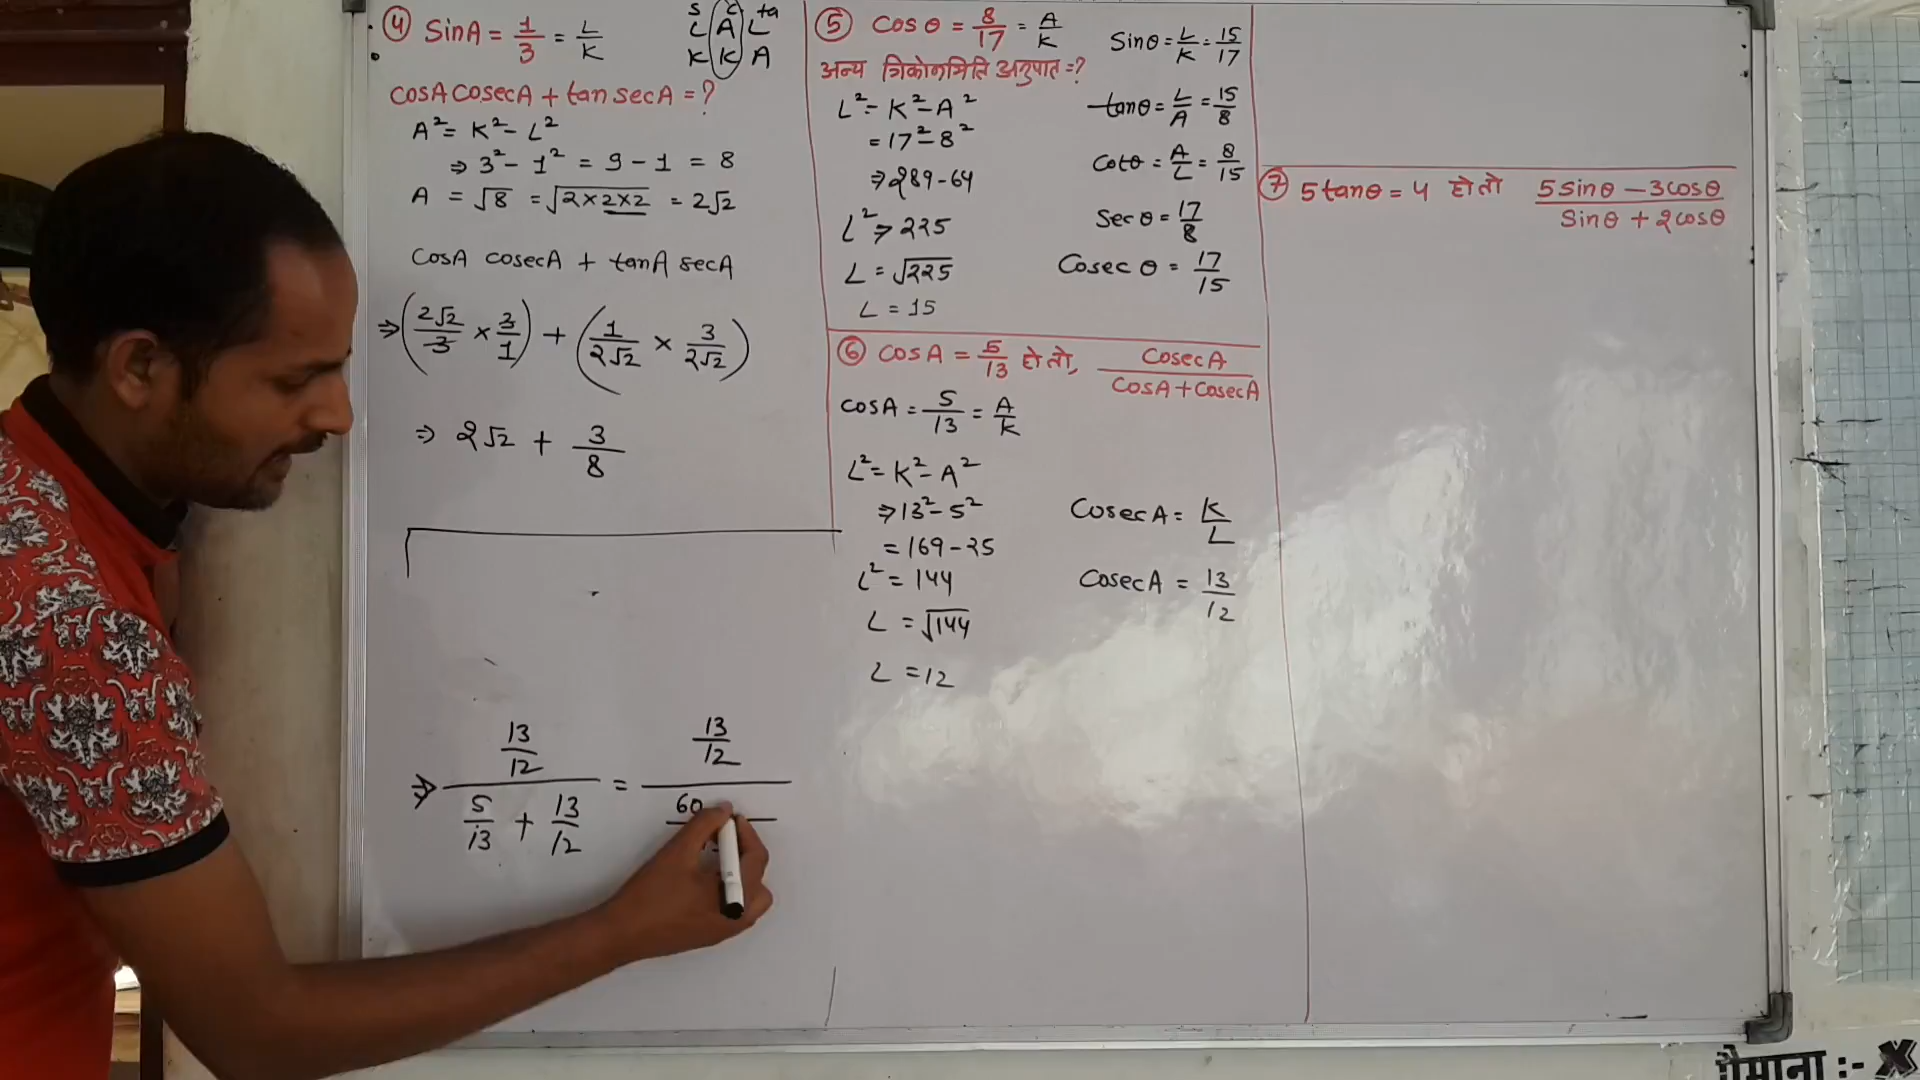 ④ SinA = 1/3 = L/K
S C ta
L A L
K K A
cosA cosecA + tan secA = ?
A² = K² - L²
⇒ 3² - 1² = 9 - 1 = 8
A = √8 = √2×2×2 = 2√2
cosA cosecA + tanA secA
⇒ (2√2/3 × 3/1) + (1/2√2 × 3/2√2)
⇒ 2√2 + 3/8
⇒ 13/12 / 5/13 + 13/12 = 13/12 / 60
⑤ Cos θ = 8/17 = A/K
अन्य त्रिकोनमिति अनुपात = ?
L² = K² - A²
= 17² - 8²
⇒ 289 - 64
L² ⇒ 225
L = √225
L = 15
Sinθ = L/K = 15/17
tanθ = L/A = 15/8
Cotθ = A/L = 8/15
Sec θ = 17/8
Cosec θ = 17/15
⑥ cosA = 5/13 हो तो, CosecA / CosA + CosecA
cosA = 5/13 = A/K
L² = K² - A²
⇒ 13² - 5²
= 169 - 25
L² = 144
L = √144
L = 12
CosecA = K/L
CosecA = 13/12
⑦ 5tanθ = 4 हो तो 5sinθ - 3cosθ / Sinθ + 2cosθ
पैमाना :- X